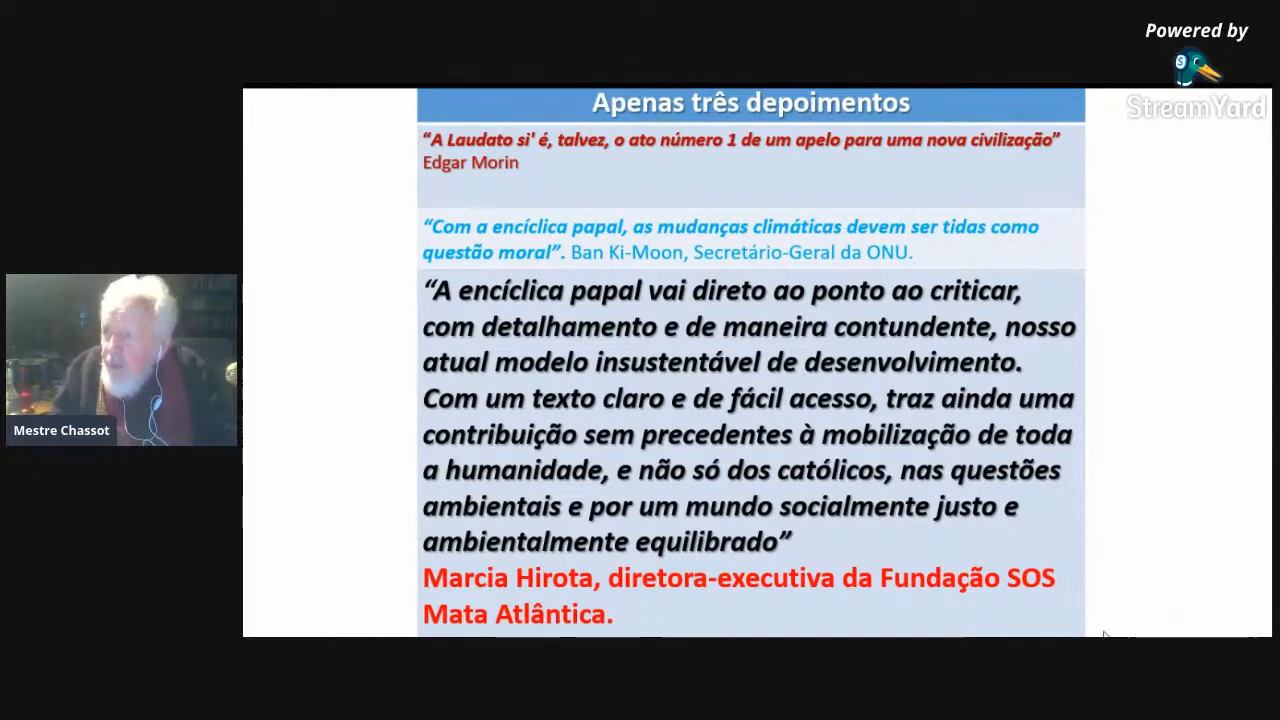 Powered by
StreamYard
Apenas três depoimentos
“A Laudato si' é, talvez, o ato número 1 de um apelo para uma nova civilização”
Edgar Morin
“Com a encíclica papal, as mudanças climáticas devem ser tidas como
questão moral”. Ban Ki-Moon, Secretário-Geral da ONU.
“A encíclica papal vai direto ao ponto ao criticar,
com detalhamento e de maneira contundente, nosso
atual modelo insustentável de desenvolvimento.
Com um texto claro e de fácil acesso, traz ainda uma
contribuição sem precedentes à mobilização de toda
a humanidade, e não só dos católicos, nas questões
ambientais e por um mundo socialmente justo e
ambientalmente equilibrado”
Marcia Hirota, diretora-executiva da Fundação SOS
Mata Atlântica.
Mestre Chassot